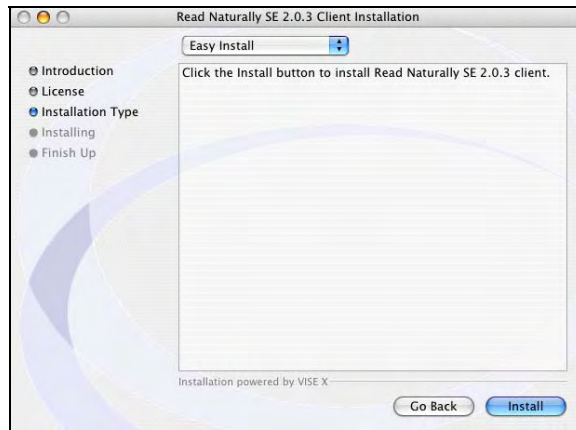 Read Naturally SE 2.0.3 Client Installation
Easy Install
Introduction
License
Installation Type
Installing
Finish Up
Click the Install button to install Read Naturally SE 2.0.3 client.
Installation powered by VISE X
Go Back
Install